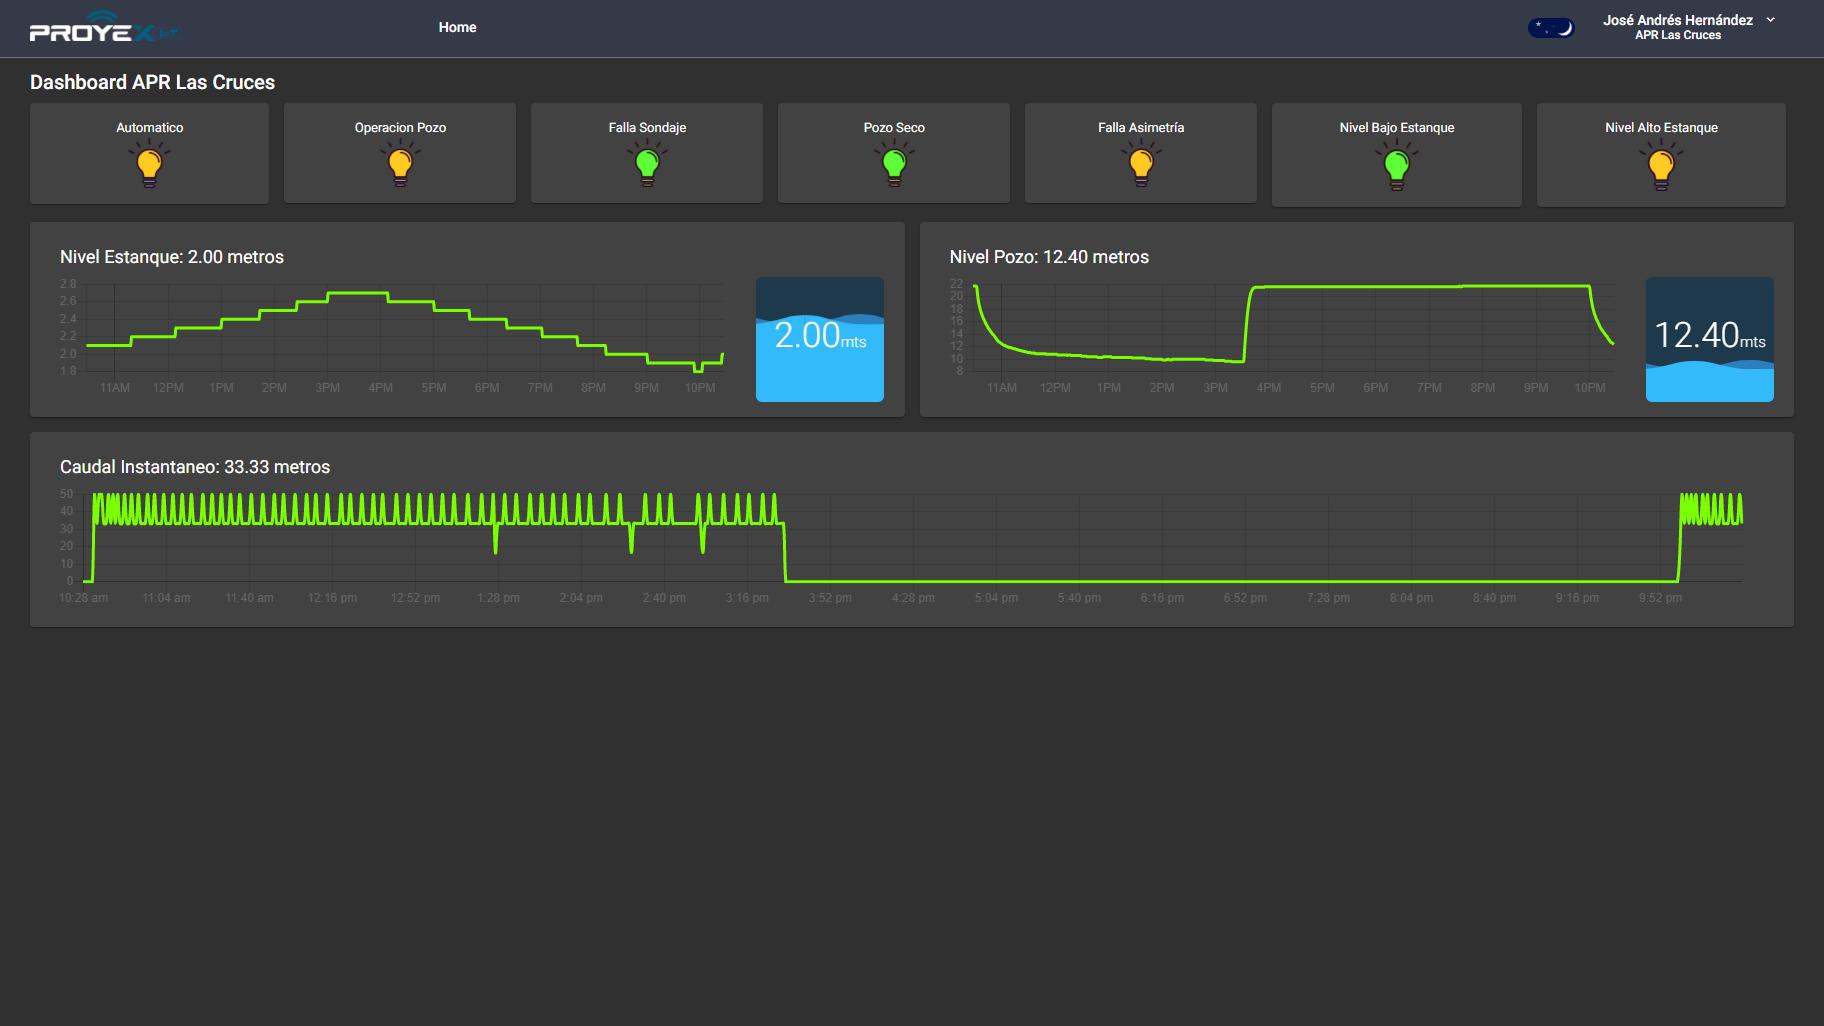 PROYEX IoT
Home
José Andrés Hernández
APR Las Cruces
Dashboard APR Las Cruces
Automatico
Operacion Pozo
Falla Sondaje
Pozo Seco
Falla Asimetría
Nivel Bajo Estanque
Nivel Alto Estanque
Nivel Estanque: 2.00 metros
2.8
2.6
2.4
2.2
2.0
1.8
11AM 12PM 1PM 2PM 3PM 4PM 5PM 6PM 7PM 8PM 9PM 10PM
2.00mts
Nivel Pozo: 12.40 metros
22
20
18
16
14
12
10
8
11AM 12PM 1PM 2PM 3PM 4PM 5PM 6PM 7PM 8PM 9PM 10PM
12.40mts
Caudal Instantaneo: 33.33 metros
50
40
30
20
10
0
10:28 am 11:04 am 11:40 am 12:16 pm 12:52 pm 1:28 pm 2:04 pm 2:40 pm 3:16 pm 3:52 pm 4:28 pm 5:04 pm 5:40 pm 6:16 pm 6:52 pm 7:28 pm 8:04 pm 8:40 pm 9:16 pm 9:52 pm